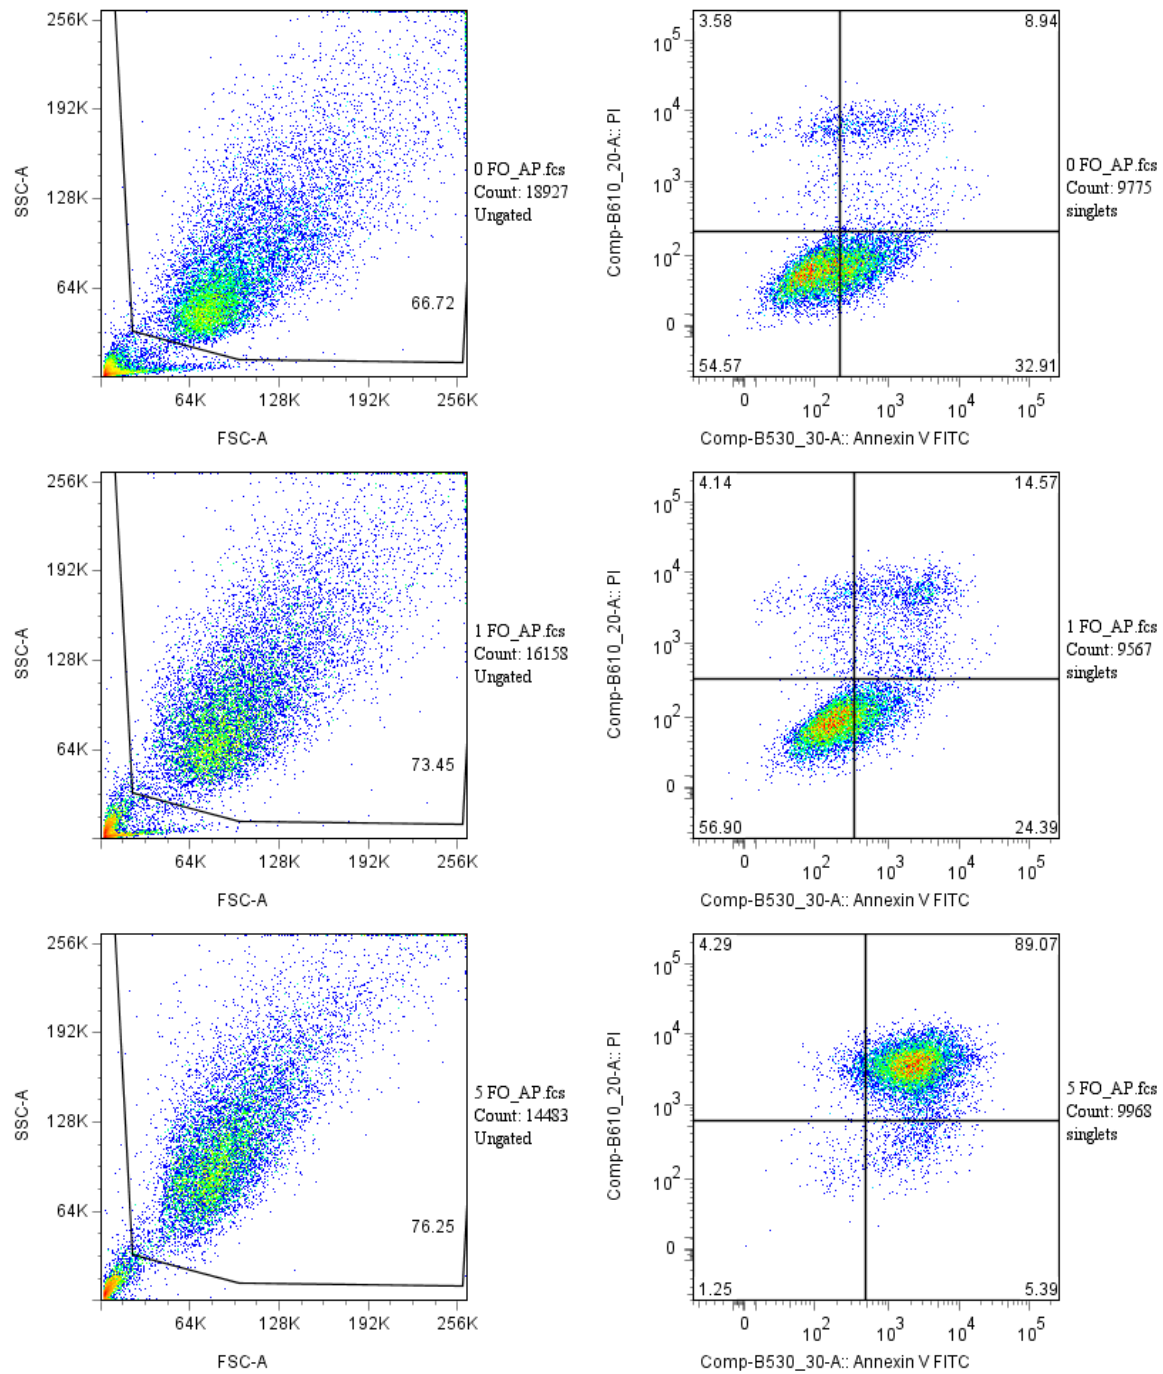 256K
192K
128K
64K
SSC-A
66.72
64K
128K
192K
256K
FSC-A
0 FO_AP.fcs
Count: 18927
Ungated
3.58
8.94
10^5
10^4
10^3
10^2
0
Comp-B610_20-A:: PI
54.57
32.91
0
10^2
10^3
10^4
10^5
Comp-B530_30-A:: Annexin V FITC
0 FO_AP.fcs
Count: 9775
singlets
256K
192K
128K
64K
SSC-A
73.45
64K
128K
192K
256K
FSC-A
1 FO_AP.fcs
Count: 16158
Ungated
4.14
14.57
10^5
10^4
10^3
10^2
0
Comp-B610_20-A:: PI
56.90
24.39
0
10^2
10^3
10^4
10^5
Comp-B530_30-A:: Annexin V FITC
1 FO_AP.fcs
Count: 9567
singlets
256K
192K
128K
64K
SSC-A
76.25
64K
128K
192K
256K
FSC-A
5 FO_AP.fcs
Count: 14483
Ungated
4.29
89.07
10^5
10^4
10^3
10^2
0
Comp-B610_20-A:: PI
1.25
5.39
0
10^2
10^3
10^4
10^5
Comp-B530_30-A:: Annexin V FITC
5 FO_AP.fcs
Count: 9968
singlets